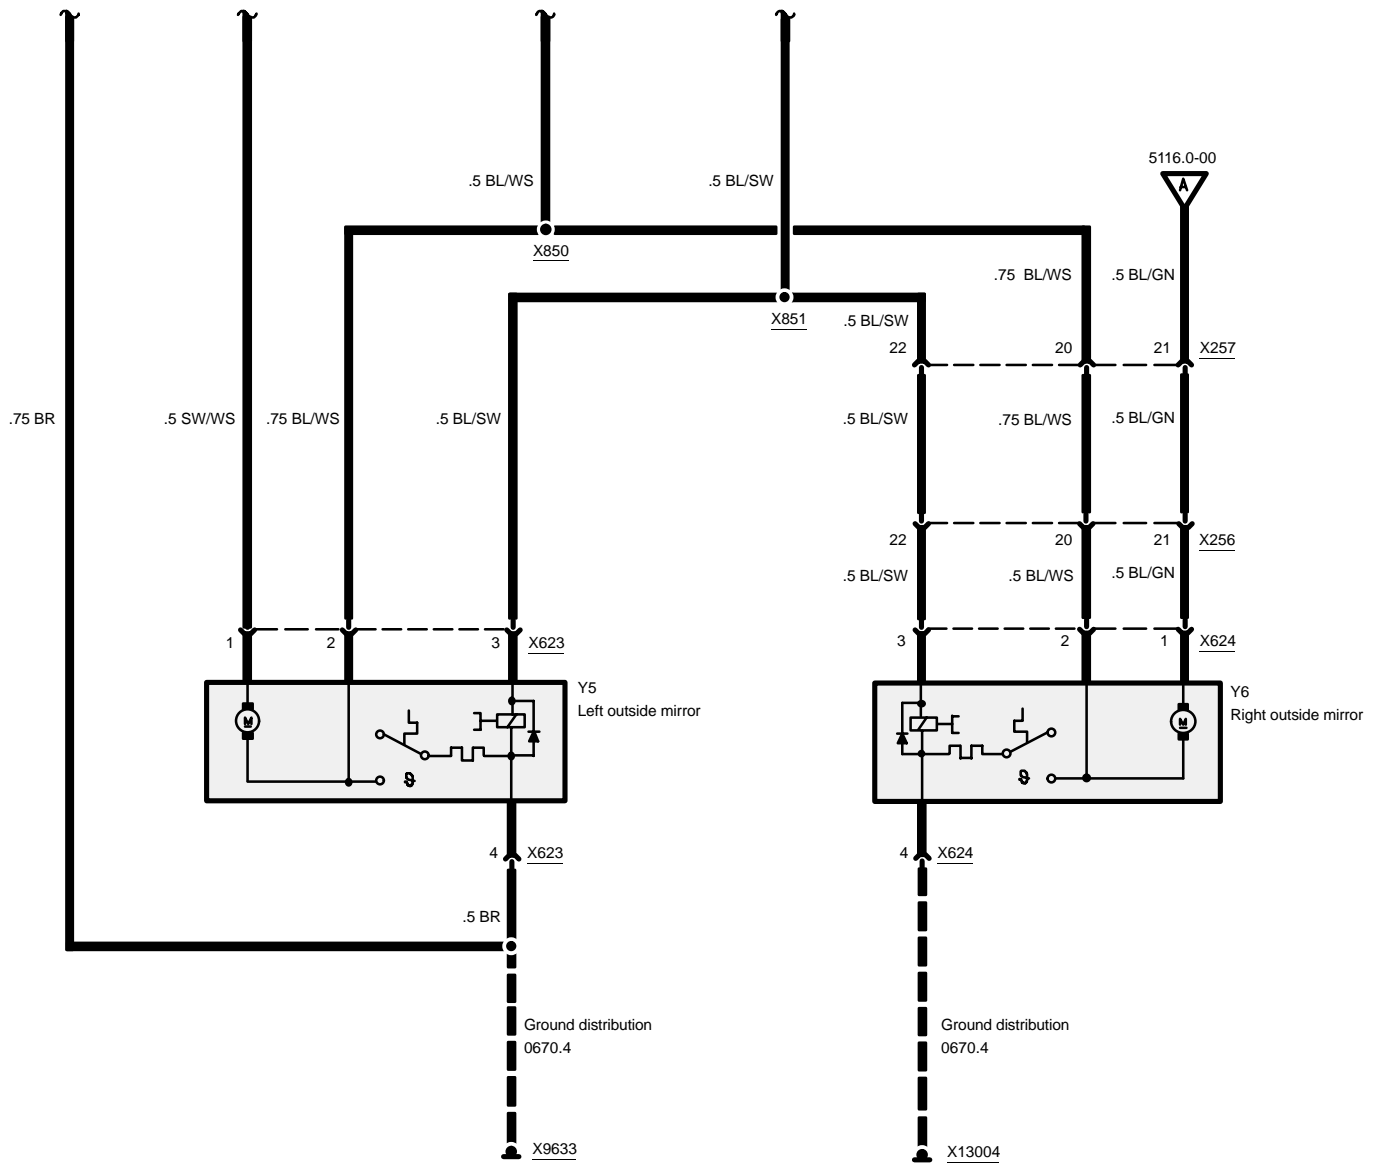 5116.0-00
A
.5 BL/WS
.5 BL/SW
X850
.75 BL/WS
.5 BL/GN
X851
.5 BL/SW
22
20
21
X257
.75 BR
.5 SW/WS
.75 BL/WS
.5 BL/SW
.5 BL/SW
.75 BL/WS
.5 BL/GN
22
20
21
X256
.5 BL/SW
.5 BL/WS
.5 BL/GN
1
2
3
X623
3
2
1
X624
Y5
Left outside mirror
Y6
Right outside mirror
M
M
ϑ
ϑ
4
X623
4
X624
.5 BR
Ground distribution
0670.4
Ground distribution
0670.4
X9633
X13004